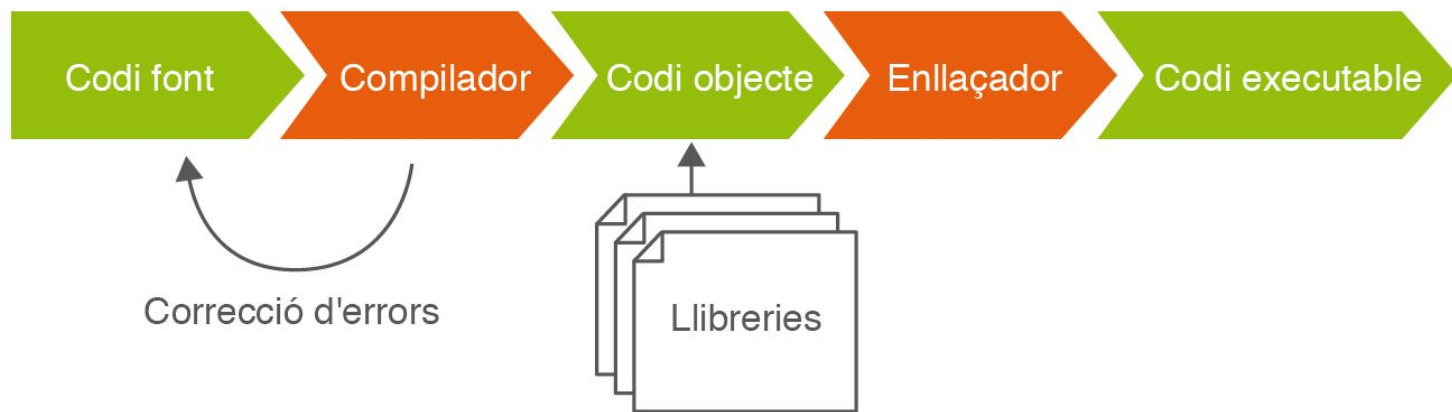 Codi font
Compilador
Codi objecte
Enllaçador
Codi executable
Correcció d'errors
Llibreries